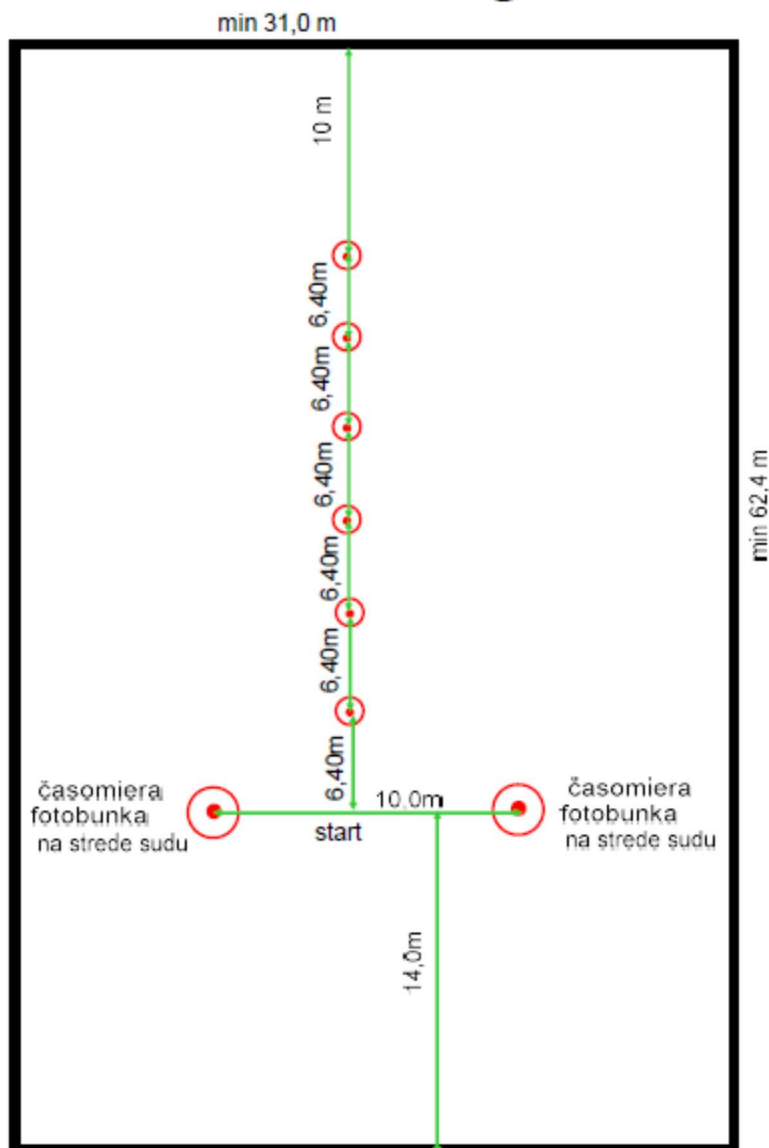 min 31,0 m
10 m
6,40m
6,40m
6,40m
6,40m
6,40m
6,40m
min 62,4 m
časomiera
fotobunka
na strede sudu
10,0m
start
časomiera
fotobunka
na strede sudu
14,0m